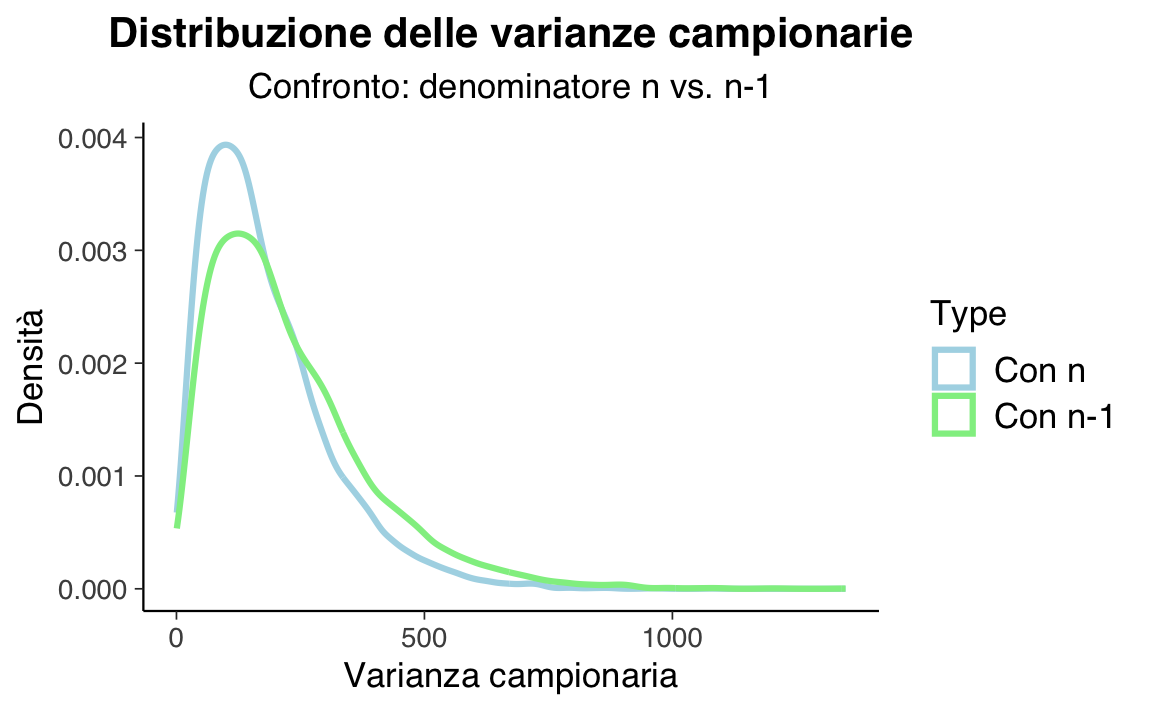 Distribuzione delle varianze campionarie
Confronto: denominatore n vs. n-1
0.004
0.003
0.002
0.001
0.000
Densità
0
500
1000
Varianza campionaria
Type
Con n
Con n-1